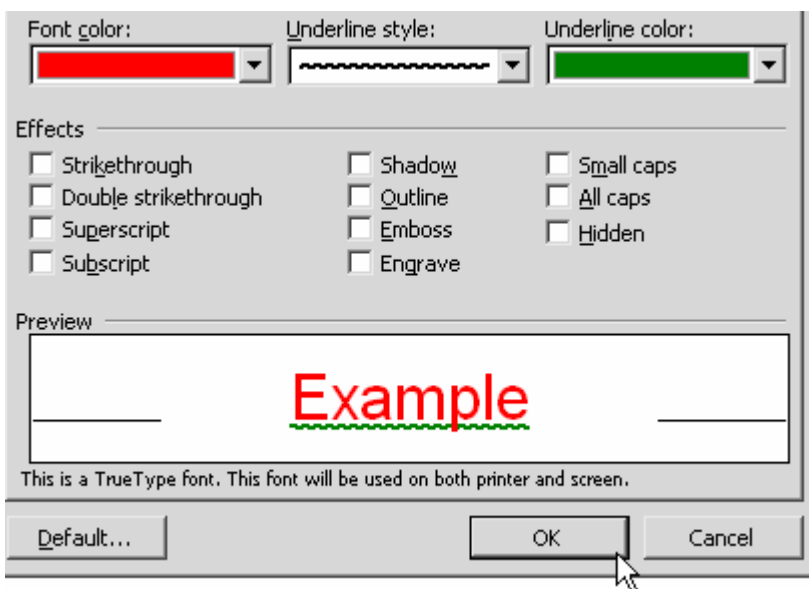 Font color: Underline style: Underline color:
Effects
Strikethrough Shadow Small caps
Double strikethrough Outline All caps
Superscript Emboss Hidden
Subscript Engrave
Preview
Example
This is a TrueType font. This font will be used on both printer and screen.
Default... OK Cancel